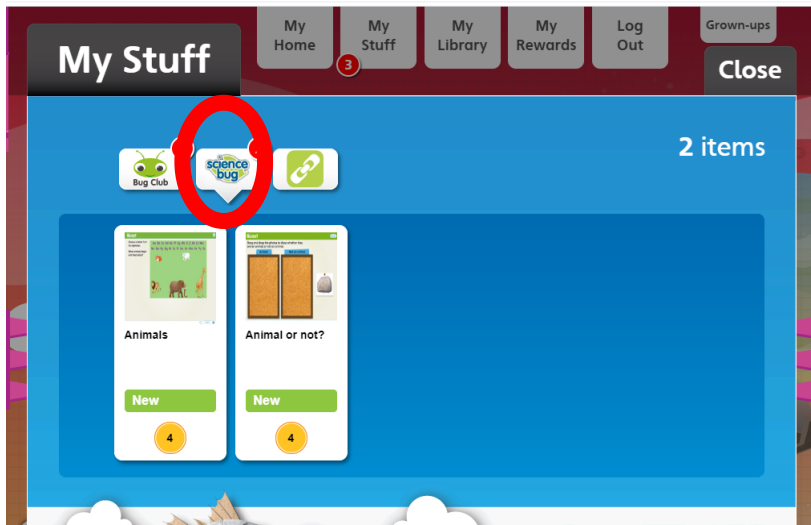 My
Home
My
Stuff
3
My
Library
My
Rewards
Log
Out
Grown-ups
My Stuff
Close
2 items
Bug Club
science
bug
Animals
New
4
Animal or not?
New
4